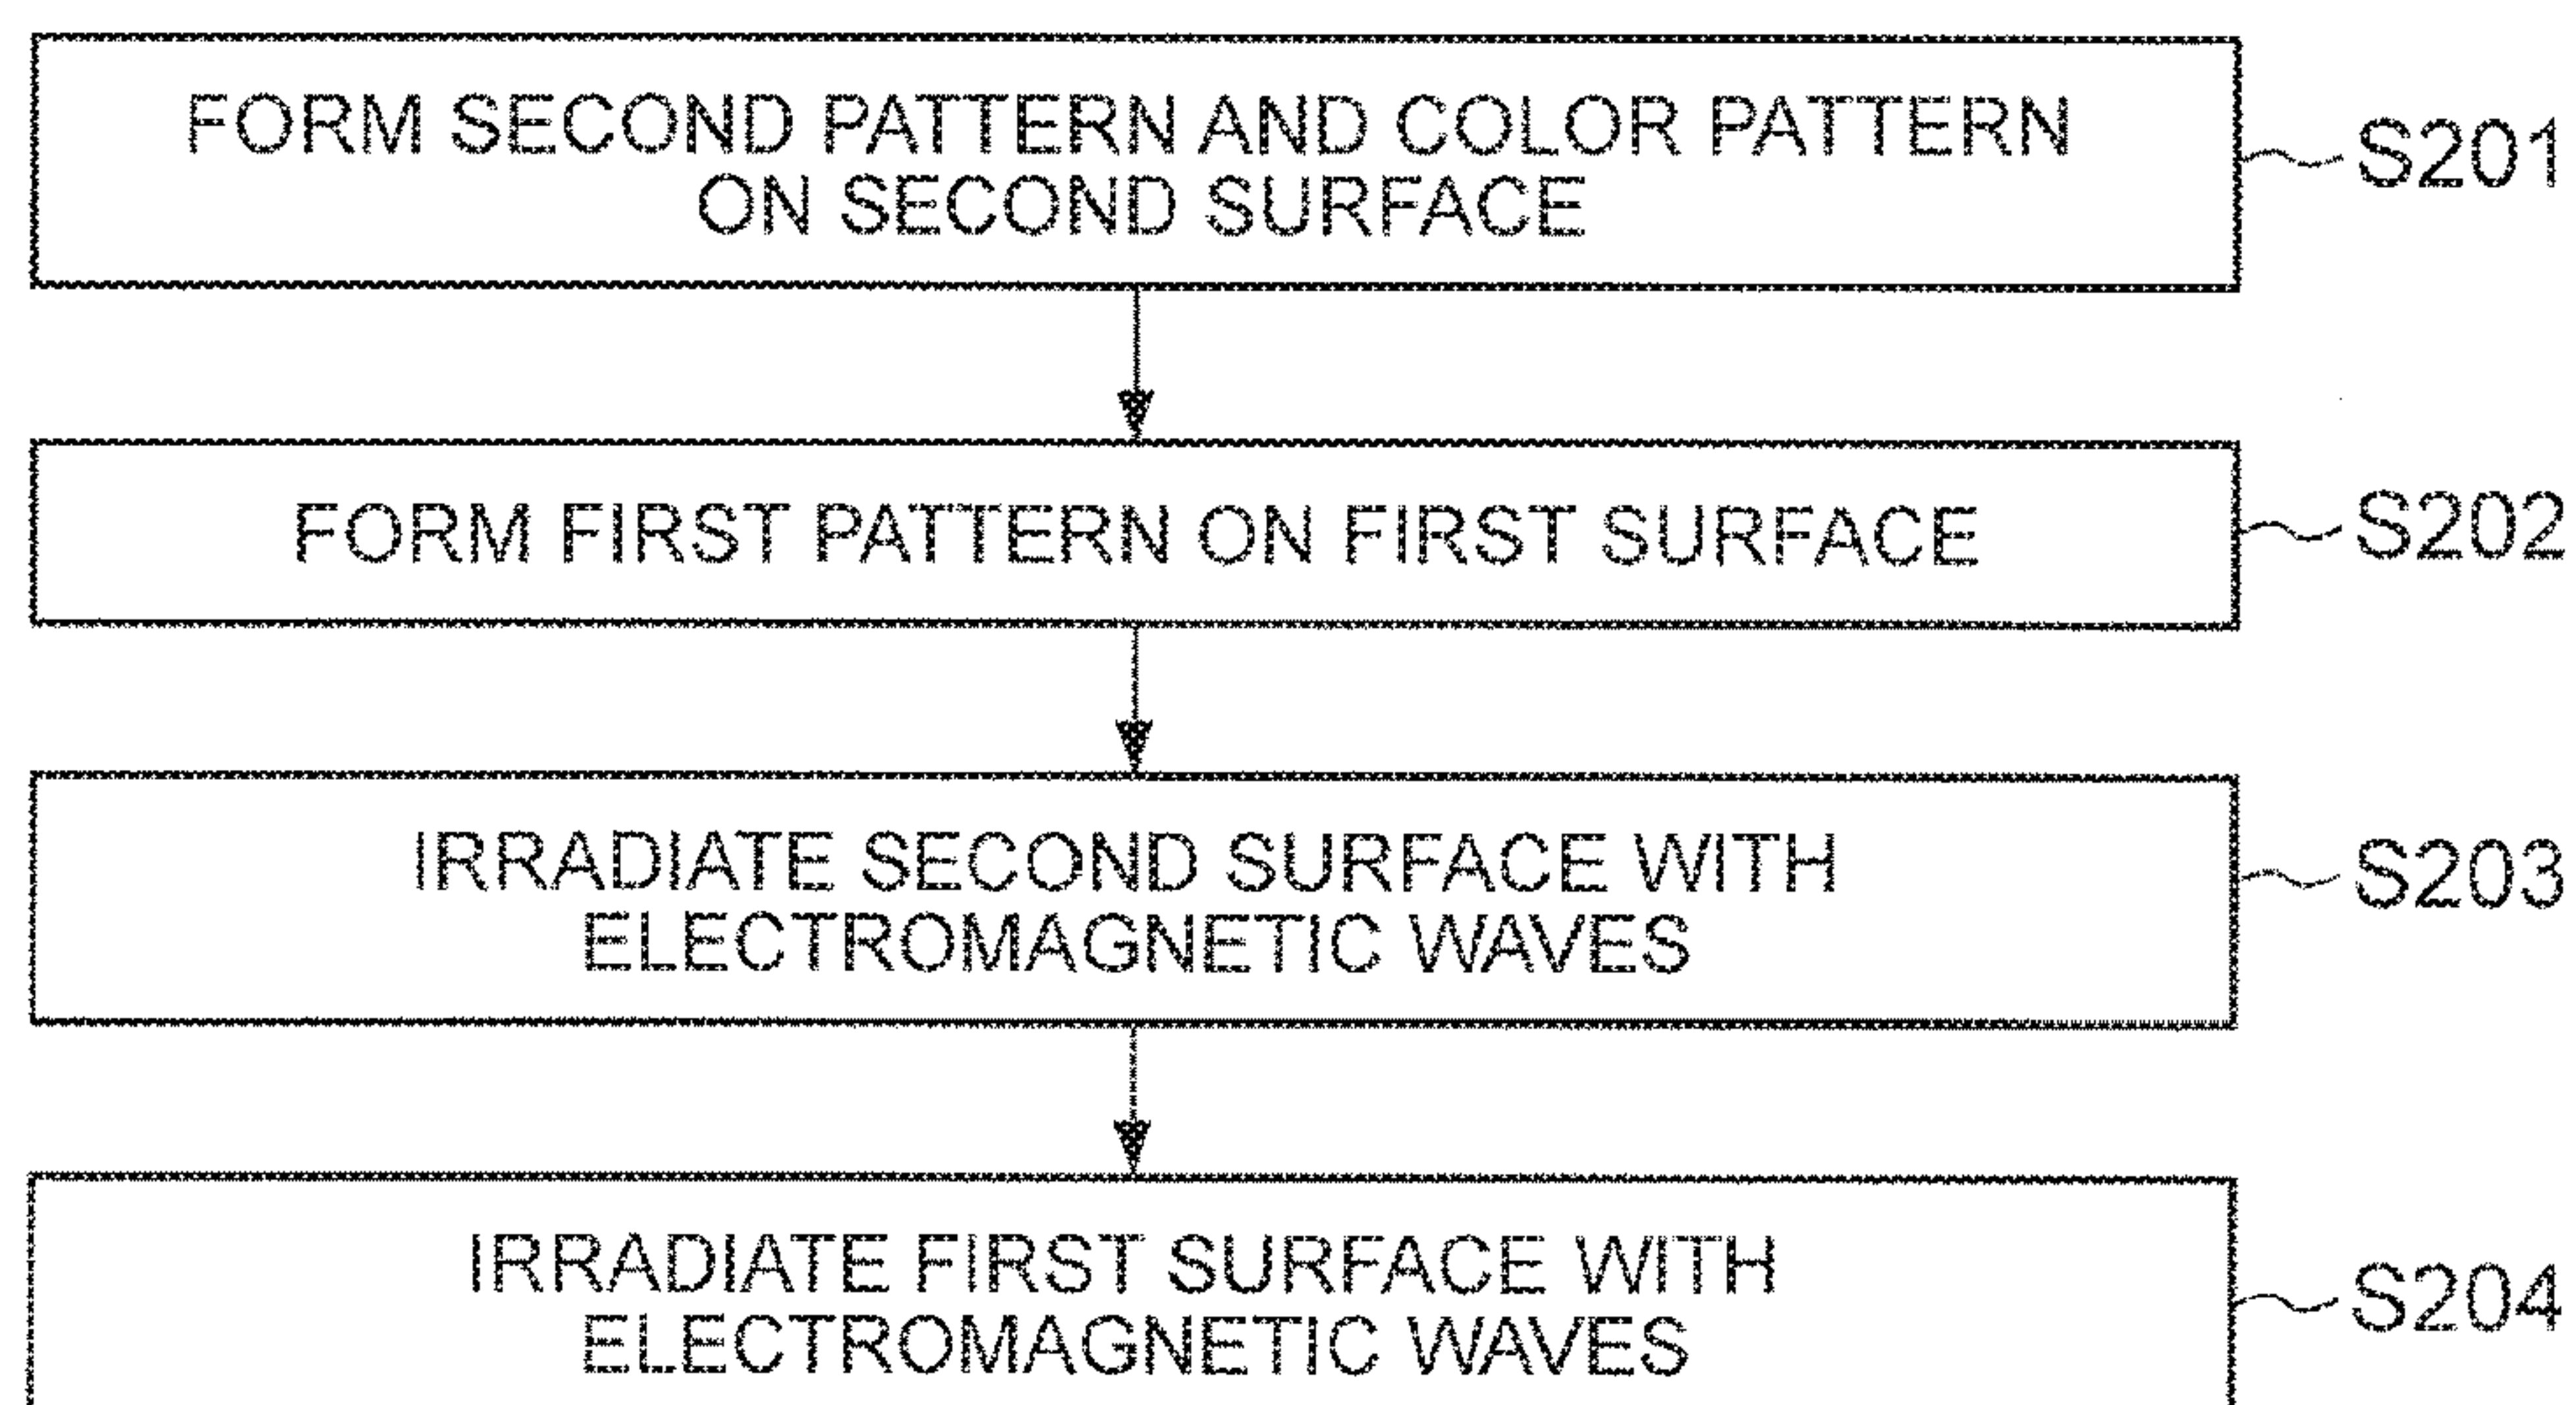 FORM SECOND PATTERN AND COLOR PATTERN
ON SECOND SURFACE
S201
FORM FIRST PATTERN ON FIRST SURFACE
S202
IRRADIATE SECOND SURFACE WITH
ELECTROMAGNETIC WAVES
S203
IRRADIATE FIRST SURFACE WITH
ELECTROMAGNETIC WAVES
S204